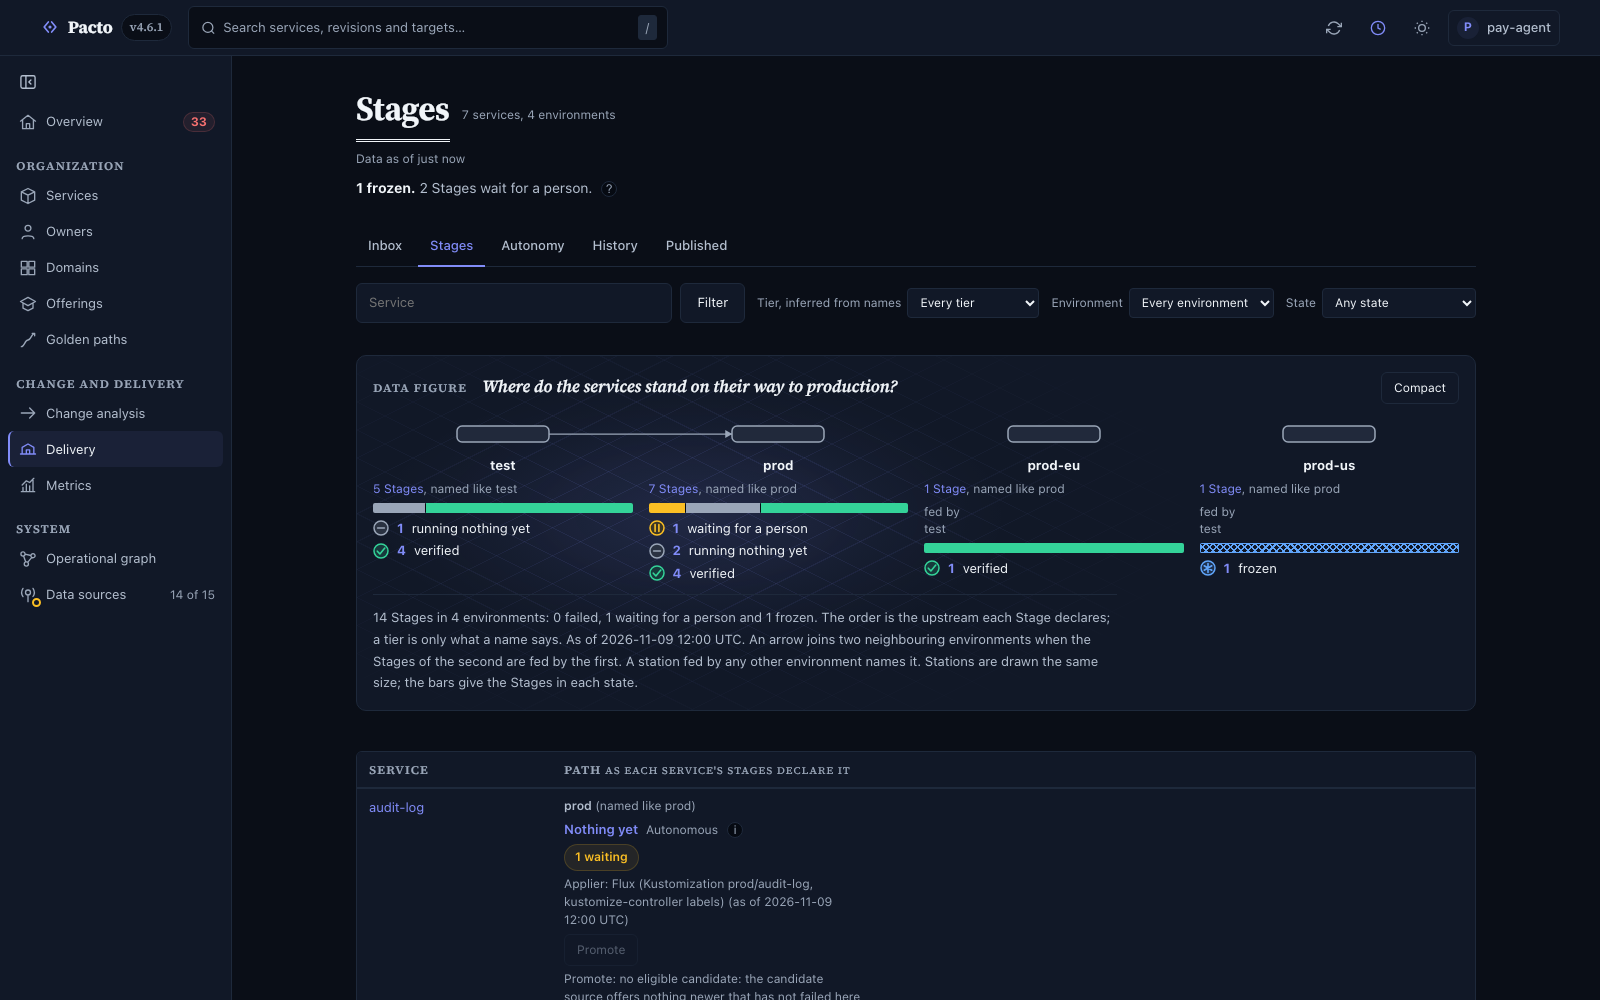 Pacto v4.6.1 Search services, revisions and targets... / P pay-agent
Overview 33
ORGANIZATION
Services
Owners
Domains
Offerings
Golden paths
CHANGE AND DELIVERY
Change analysis
Delivery
Metrics
SYSTEM
Operational graph
Data sources 14 of 15
Stages 7 services, 4 environments
Data as of just now
1 frozen. 2 Stages wait for a person. ?
Inbox Stages Autonomy History Published
Service Filter Tier, inferred from names Every tier Environment Every environment State Any state
DATA FIGURE Where do the services stand on their way to production? Compact
test
5 Stages, named like test
1 running nothing yet
4 verified
prod
7 Stages, named like prod
1 waiting for a person
2 running nothing yet
4 verified
prod-eu
1 Stage, named like prod
fed by
test
1 verified
prod-us
1 Stage, named like prod
fed by
test
1 frozen
14 Stages in 4 environments: 0 failed, 1 waiting for a person and 1 frozen. The order is the upstream each Stage declares;
a tier is only what a name says. As of 2026-11-09 12:00 UTC. An arrow joins two neighbouring environments when the
Stages of the second are fed by the first. A station fed by any other environment names it. Stations are drawn the same
size; the bars give the Stages in each state.
SERVICE PATH AS EACH SERVICE'S STAGES DECLARE IT
audit-log
prod (named like prod)
Nothing yet Autonomous i
1 waiting
Applier: Flux (Kustomization prod/audit-log,
kustomize-controller labels) (as of 2026-11-09
12:00 UTC)
Promote
Promote: no eligible candidate: the candidate
source offers nothing newer that has not failed here